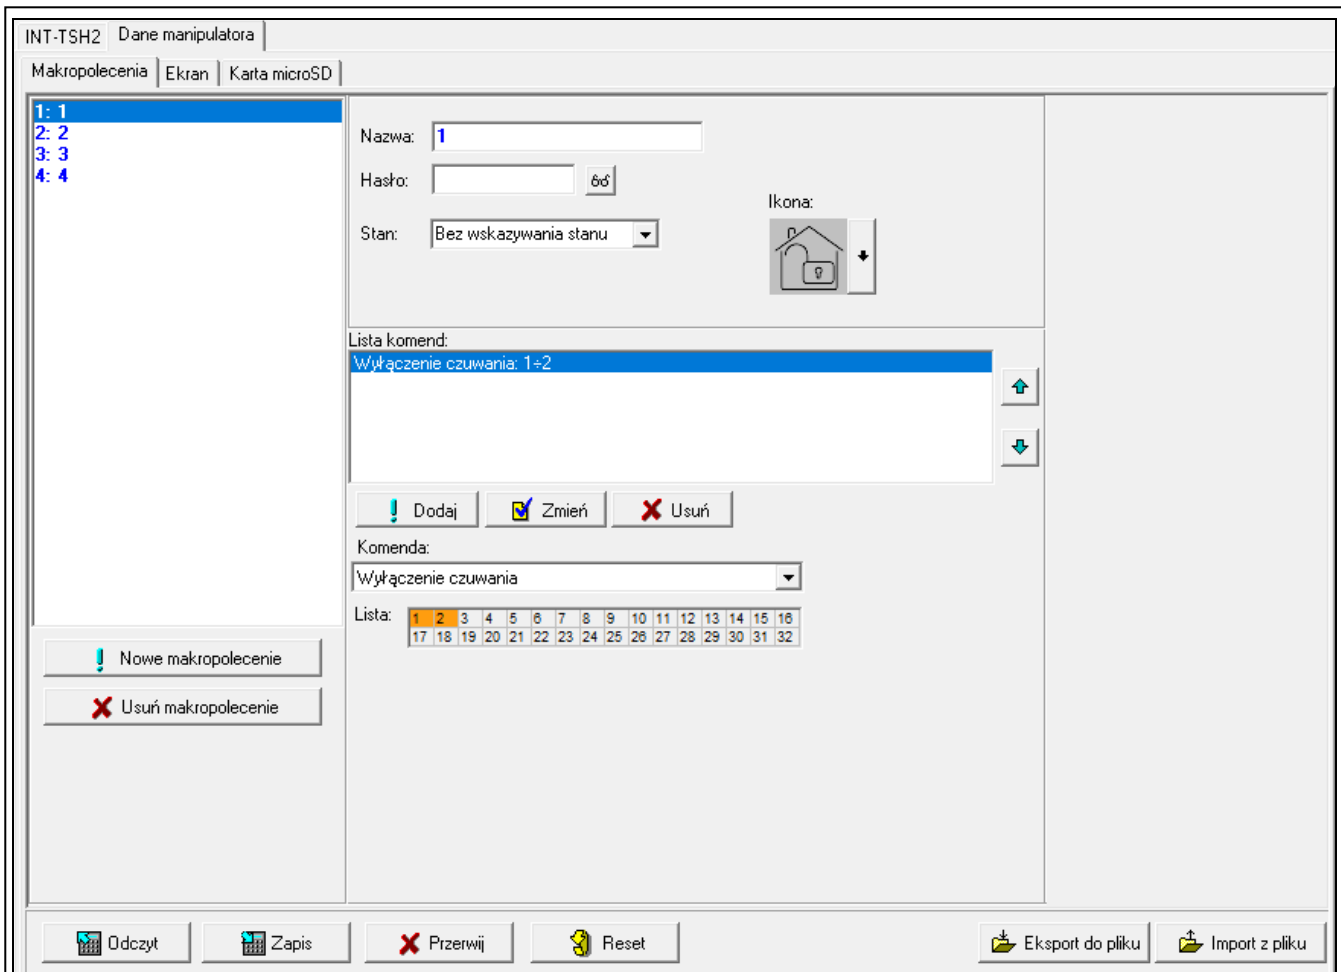 INT-TSH2 Dane manipulatora
Makropolecenia Ekran Karta microSD
1: 1
2: 2
3: 3
4: 4
Nazwa: 1
Hasło:
Ikona:
Stan: Bez wskazywania stanu
Lista komend:
Wyłączenie czuwania: 1÷2
Dodaj Zmień Usuń
Komenda:
Wyłączenie czuwania
Lista: 1 2 3 4 5 6 7 8 9 10 11 12 13 14 15 16
17 18 19 20 21 22 23 24 25 26 27 28 29 30 31 32
Nowe makropolecenie
Usuń makropolecenie
Odczyt Zapis Przerwij Reset Eksport do pliku Import z pliku